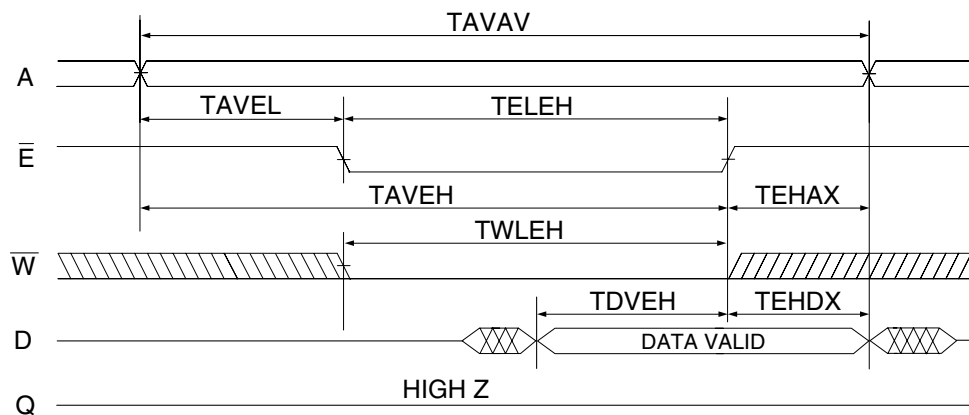 TAVAV
A
TAVEL TELEH
E̅
TAVEH TEHAX
TWLEH
W̅
TDVEH TEHDX
D DATA VALID
HIGH Z
Q